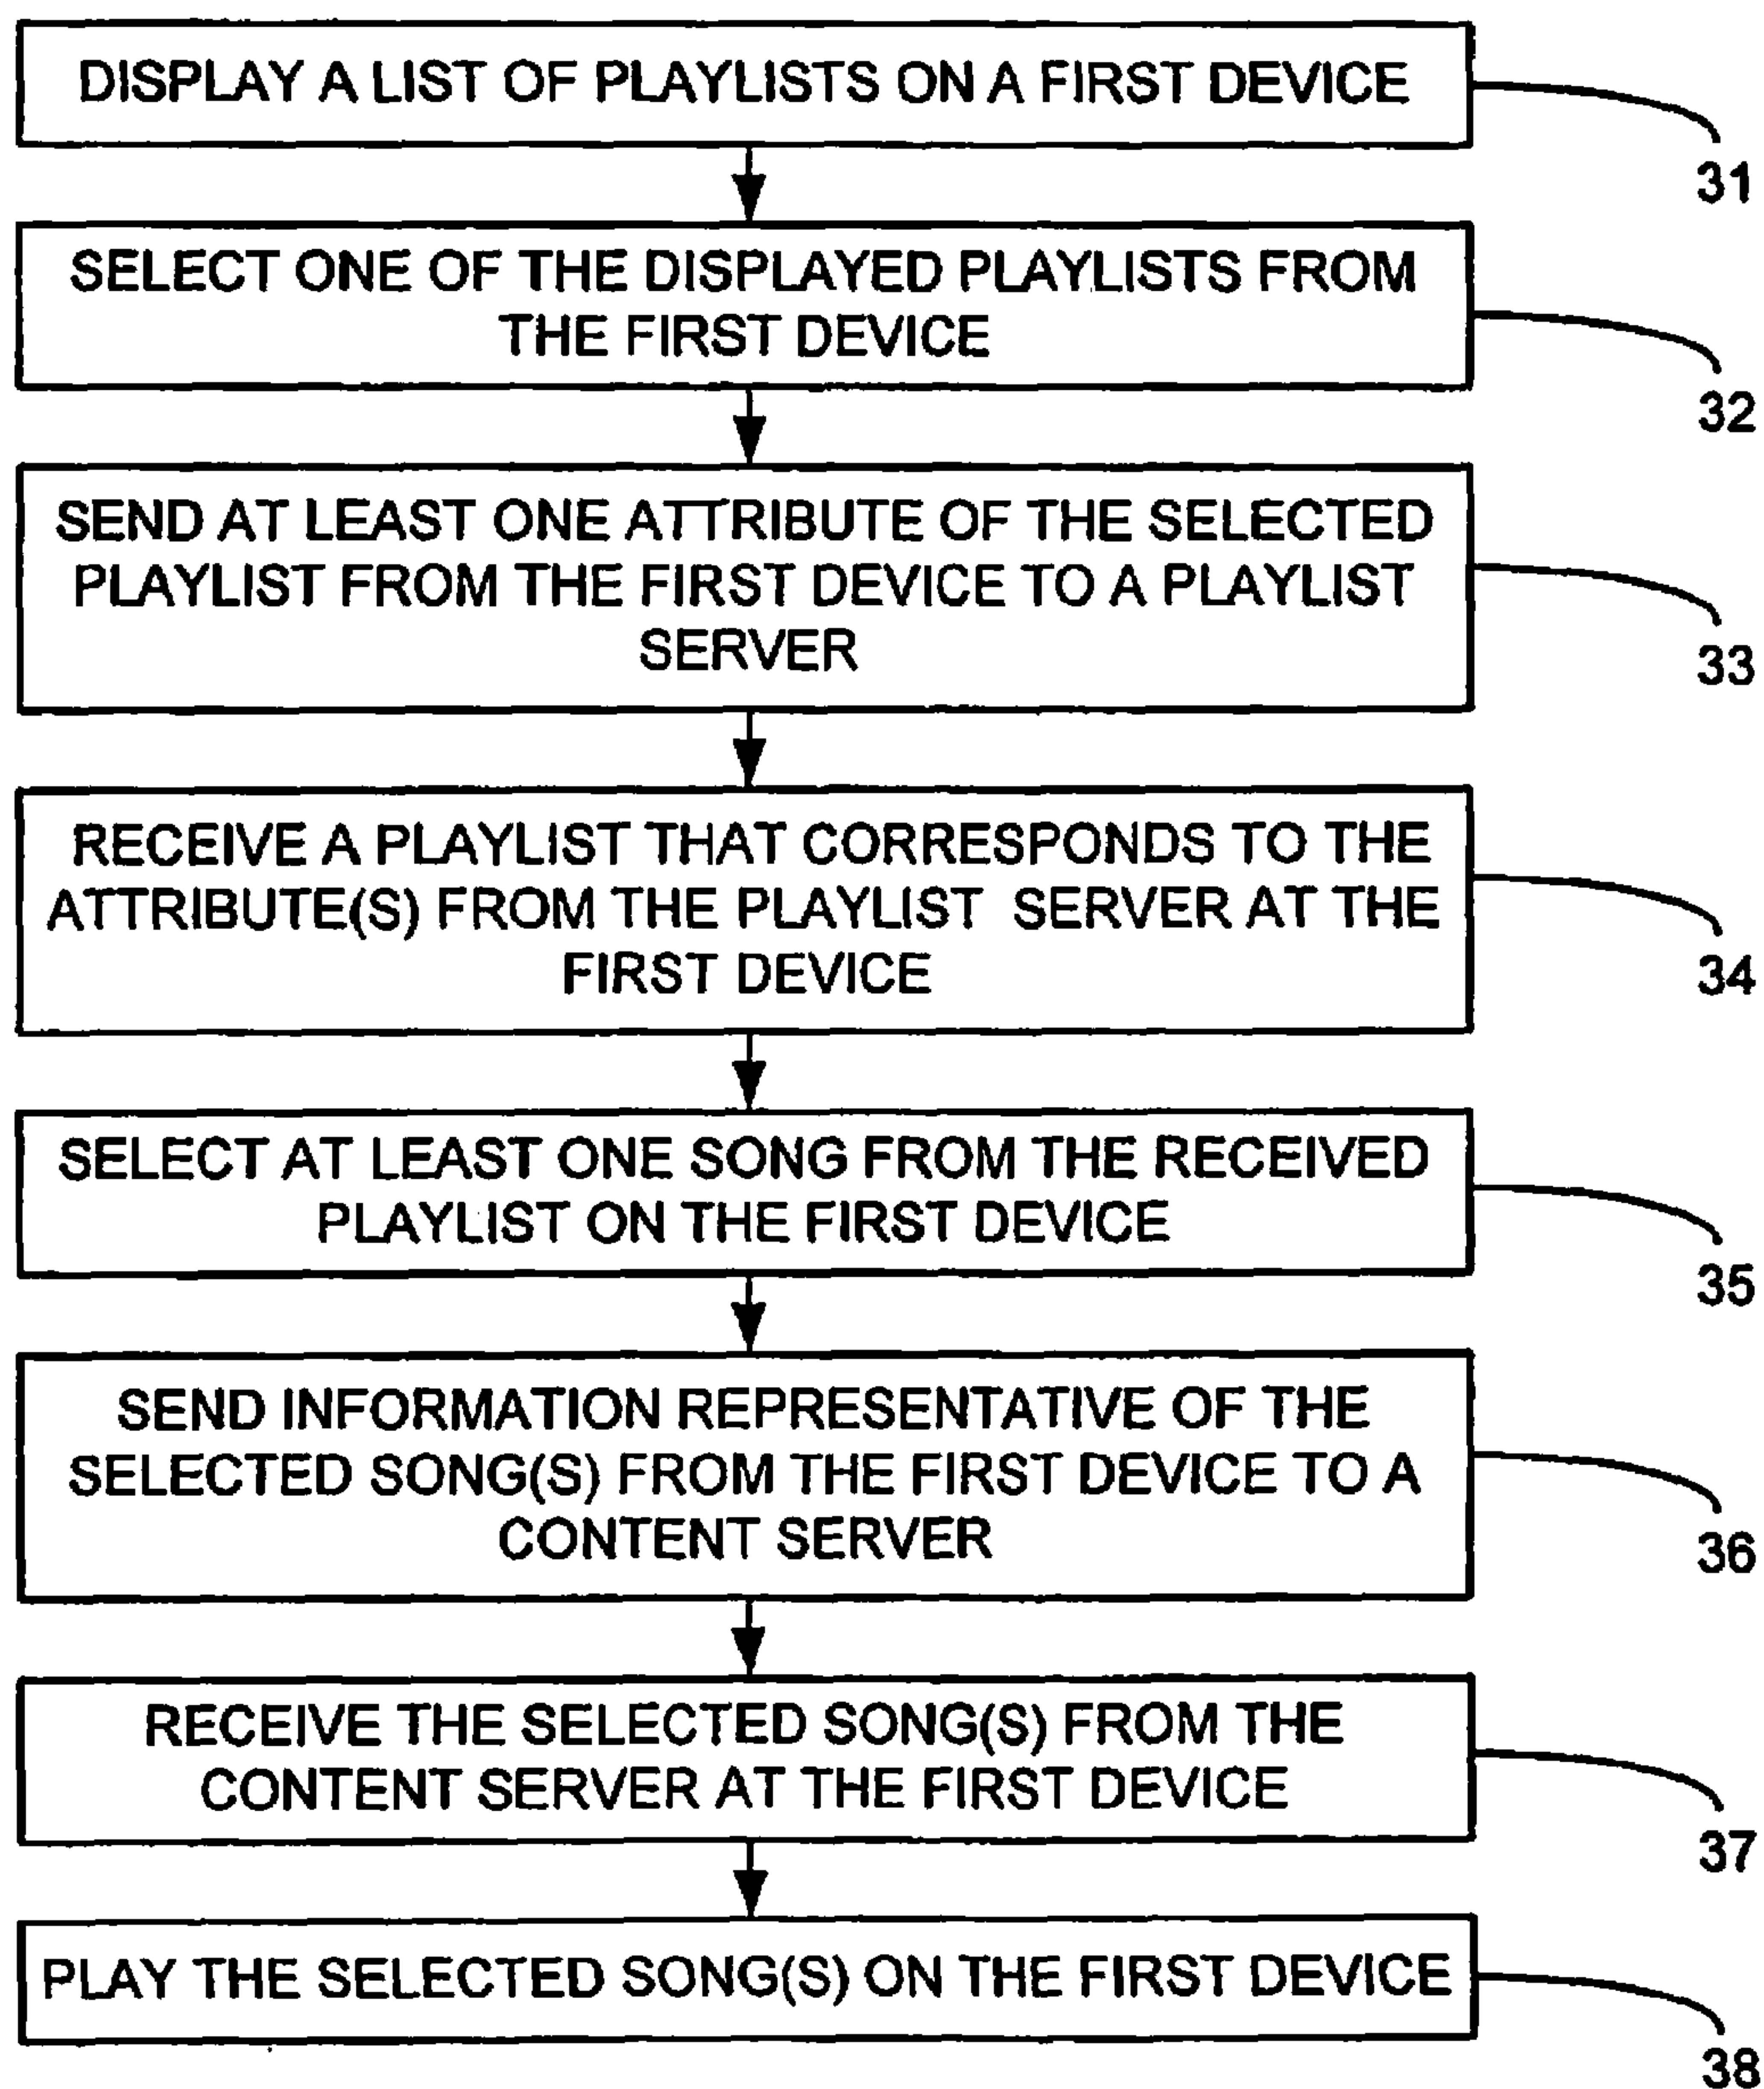 DISPLAY A LIST OF PLAYLISTS ON A FIRST DEVICE
31
SELECT ONE OF THE DISPLAYED PLAYLISTS FROM
THE FIRST DEVICE
32
SEND AT LEAST ONE ATTRIBUTE OF THE SELECTED
PLAYLIST FROM THE FIRST DEVICE TO A PLAYLIST
SERVER
33
RECEIVE A PLAYLIST THAT CORRESPONDS TO THE
ATTRIBUTE(S) FROM THE PLAYLIST SERVER AT THE
FIRST DEVICE
34
SELECT AT LEAST ONE SONG FROM THE RECEIVED
PLAYLIST ON THE FIRST DEVICE
35
SEND INFORMATION REPRESENTATIVE OF THE
SELECTED SONG(S) FROM THE FIRST DEVICE TO A
CONTENT SERVER
36
RECEIVE THE SELECTED SONG(S) FROM THE
CONTENT SERVER AT THE FIRST DEVICE
37
PLAY THE SELECTED SONG(S) ON THE FIRST DEVICE
38